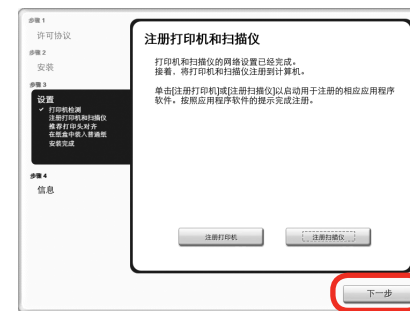 步骤 1
许可协议
步骤 2
安装
步骤 3
设置
✓ 打印机检测
注册打印机和扫描仪
推荐打印头对齐
在纸盒中装入普通纸
安装完成
步骤 4
信息
注册打印机和扫描仪
打印机和扫描仪的网络设置已经完成。
接着，将打印机和扫描仪注册到计算机。
单击[注册打印机]或[注册扫描仪]以启动用于注册的相应应用程序
软件。按照应用程序软件的提示完成注册。
注册打印机
注册扫描仪
下一步